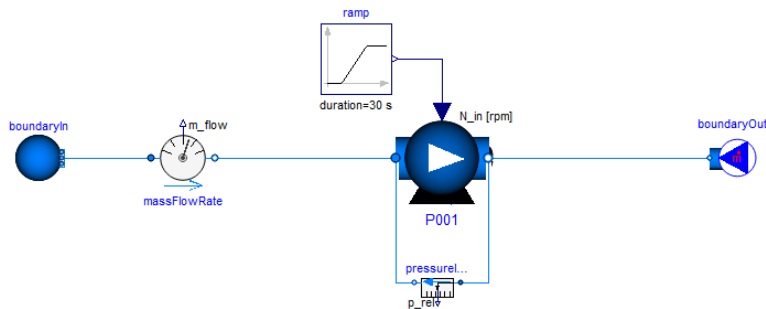 ramp
duration=30 s
N_in [rpm]
boundaryIn
m_flow
massFlowRate
boundaryOut
P001
pressureI...
p_rel